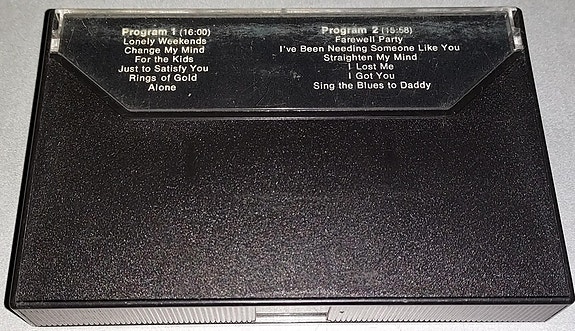 Program 1 (16:00)
Lonely Weekends
Change My Mind
For the Kids
Just to Satisfy You
Rings of Gold
Alone
Program 2 (15:58)
Farewell Party
I've Been Needing Someone Like You
Straighten My Mind
I Lost Me
I Got You
Sing the Blues to Daddy